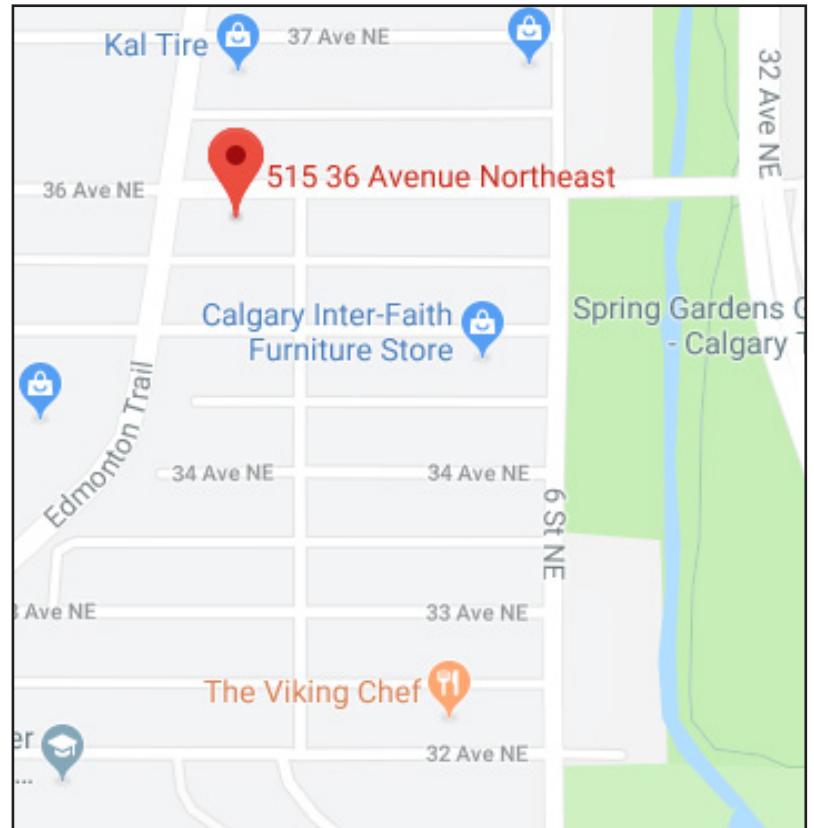 Kal Tire
37 Ave NE
32 Ave NE
515 36 Avenue Northeast
36 Ave NE
Calgary Inter-Faith
Furniture Store
Spring Gardens
- Calgary
Edmonton Trail
34 Ave NE
34 Ave NE
6 St NE
Ave NE
33 Ave NE
The Viking Chef
er
...
32 Ave NE